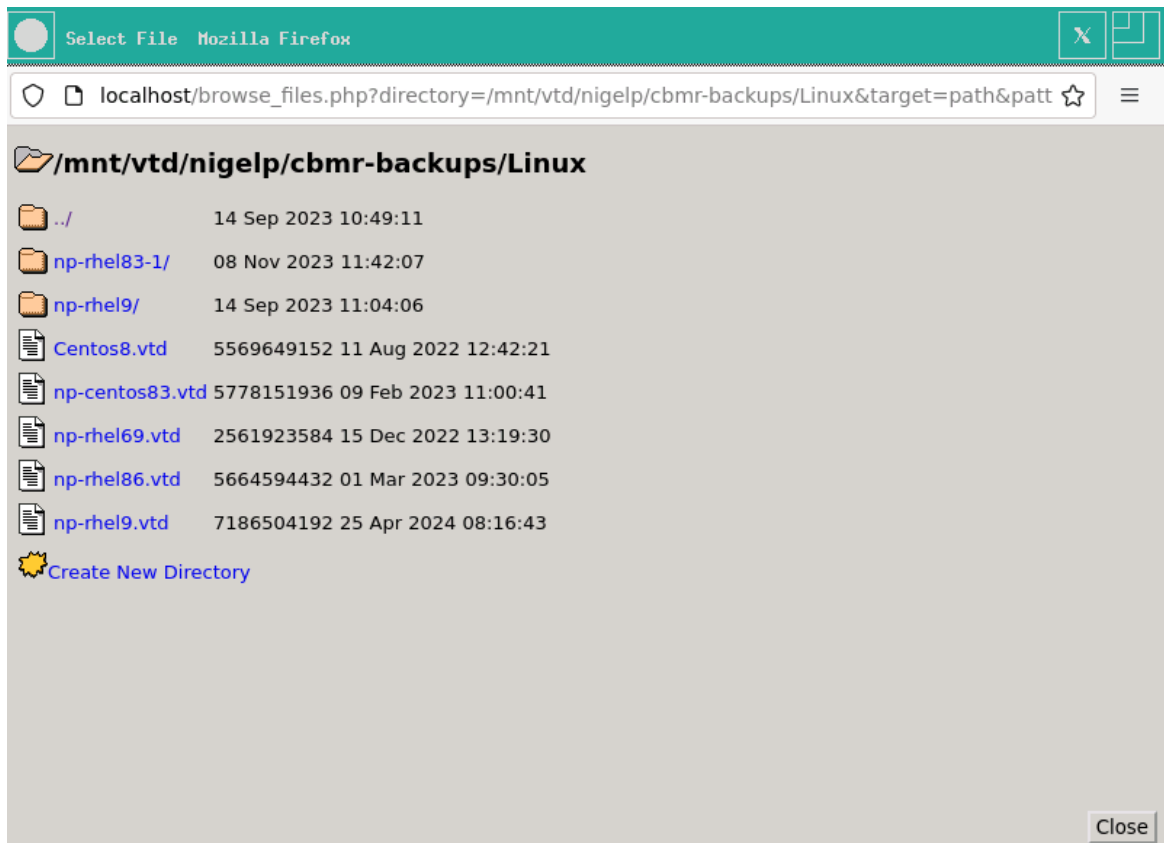 Select File Mozilla Firefox
X
localhost/browse_files.php?directory=/mnt/vtd/nigelp/cbmr-backups/Linux&target=path&patt
/mnt/vtd/nigelp/cbmr-backups/Linux
../ 14 Sep 2023 10:49:11
np-rhel83-1/ 08 Nov 2023 11:42:07
np-rhel9/ 14 Sep 2023 11:04:06
Centos8.vtd 5569649152 11 Aug 2022 12:42:21
np-centos83.vtd 5778151936 09 Feb 2023 11:00:41
np-rhel69.vtd 2561923584 15 Dec 2022 13:19:30
np-rhel86.vtd 5664594432 01 Mar 2023 09:30:05
np-rhel9.vtd 7186504192 25 Apr 2024 08:16:43
Create New Directory
Close